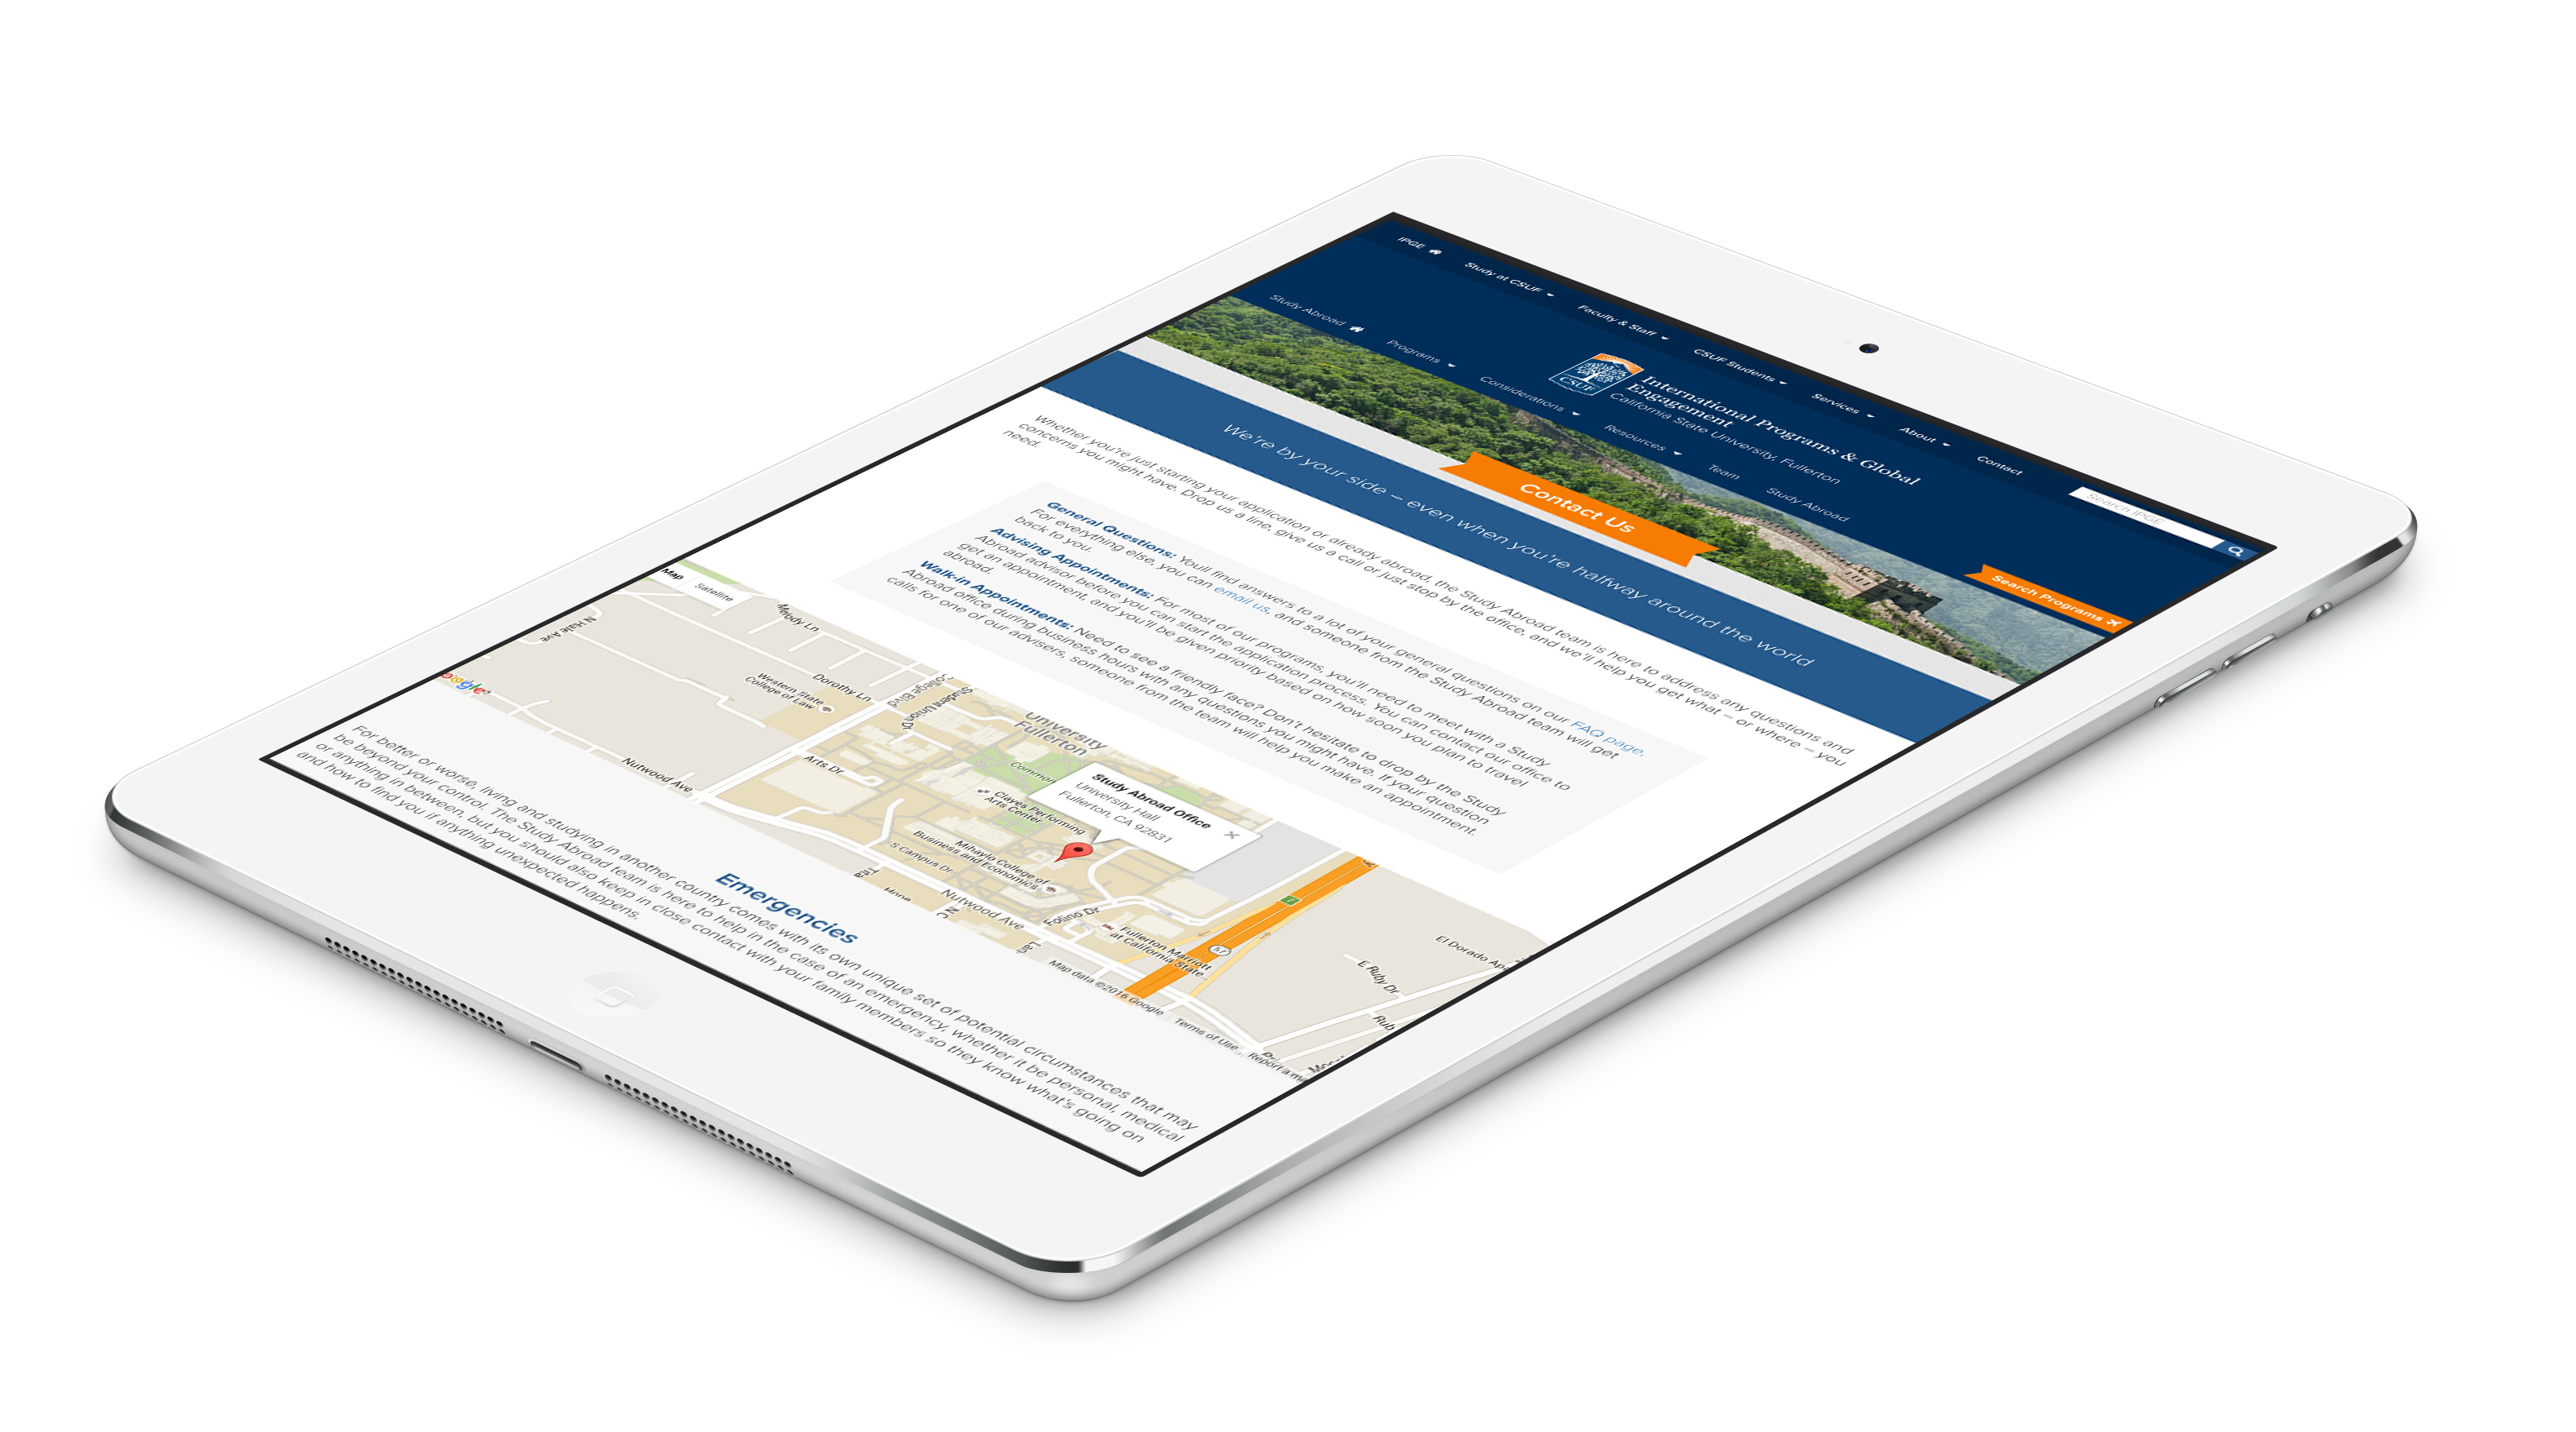 IPGE
Study at CSUF
Faculty & Staff
CSUF Students
Services
About
Contact
Search IPGE
CSUF
International Programs & Global
Engagement
California State University, Fullerton
Study Abroad
Programs
Considerations
Resources
Team
Study Abroad
Search Programs
Contact Us
We're by your side – even when you're halfway around the world
Whether you're just starting your application or already abroad, the Study Abroad team is here to address any questions and
concerns you might have. Drop us a line, give us a call or just stop by the office, and we'll help you get what – or where – you
need.
General Questions: Youll find answers to a lot of your general questions on our FAQ page.
For everything else, you can email us, and someone from the Study Abroad team will get
back to you.
Advising Appointments: For most of our programs, you'll need to meet with a Study
Abroad advisor before you can start the application process. You can contact our office to
get an appointment, and you'll be given priority based on how soon you plan to travel
abroad.
Walk-in Appointments: Need to see a friendly face? Don't hesitate to drop by the Study
Abroad office during business hours with any questions you might have. If your question
calls for one of our advisers, someone from the team will help you make an appointment.
Map
Satellite
Melody Ln
N Hale Ave
Dorothy Ln
Western State
College of Law
College Blvd
Student Union Dr
University
Fullerton
Common
Arts Dr
Nutwood Ave
Clayes Performing
Arts Center
Study Abroad Office
University Hall
Fullerton, CA 92831
Mihaylo College of
Business and Economics
S Campus Dr
Tita
Nutwood Ave
Folino Dr
Fullerton Marriott
at California State...
57
El Dorado
E Ruby Dr
Rub
Google
Map data ©2016 Google
Terms of Use
Report a ma
Emergencies
For better or worse, living and studying in another country comes with its own unique set of potential circumstances that may
be beyond your control. The Study Abroad team is here to help in the case of an emergency, whether it be personal, medical
or anything in between, but you should also keep in close contact with your family members so they know what's going on
and how to find you if anything unexpected happens.